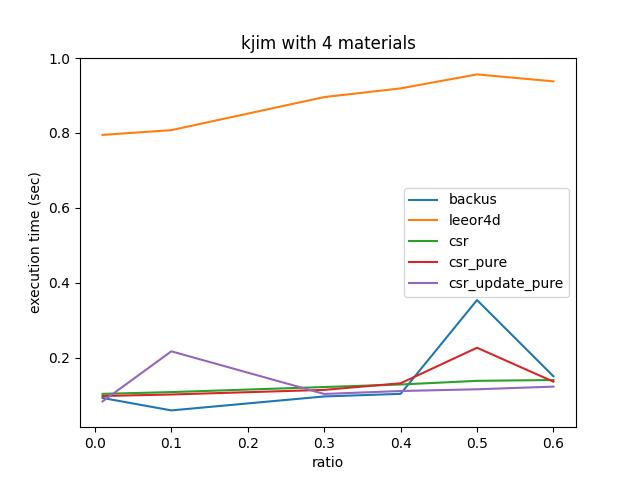 kjim with 4 materials
1.0
0.8
0.6
0.4
0.2
execution time (sec)
backus
leeor4d
csr
csr_pure
csr_update_pure
0.0 0.1 0.2 0.3 0.4 0.5 0.6
ratio